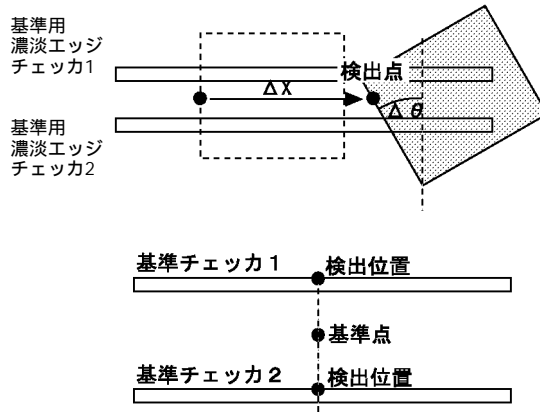 基準用
濃淡エッジ
チェッカ1
検出点
ΔX
Δθ
基準用
濃淡エッジ
チェッカ2
基準チェッカ1
検出位置
基準点
基準チェッカ2
検出位置